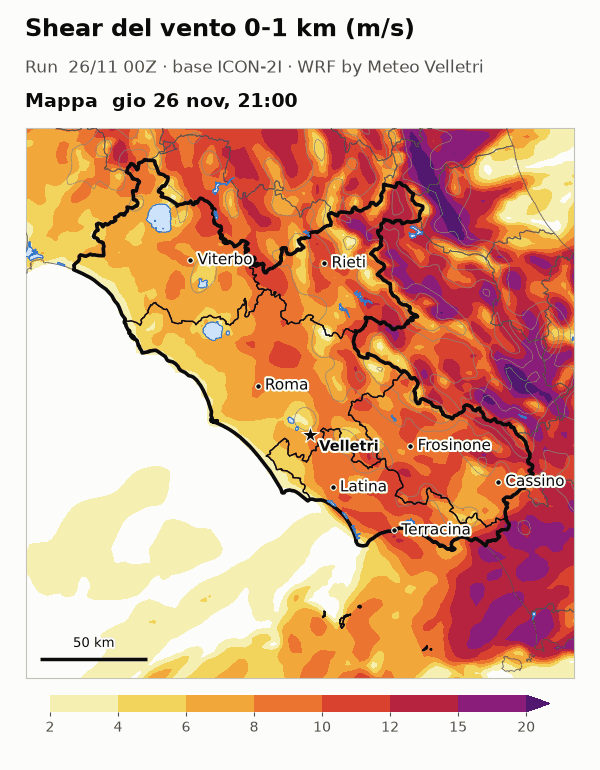 Shear del vento 0-1 km (m/s)
Run  26/11 00Z · base ICON-2I · WRF by Meteo Velletri
Mappa  gio 26 nov, 21:00
Viterbo
Rieti
Roma
Velletri
Frosinone
Latina
Cassino
Terracina
50 km
2 4 6 8 10 12 15 20